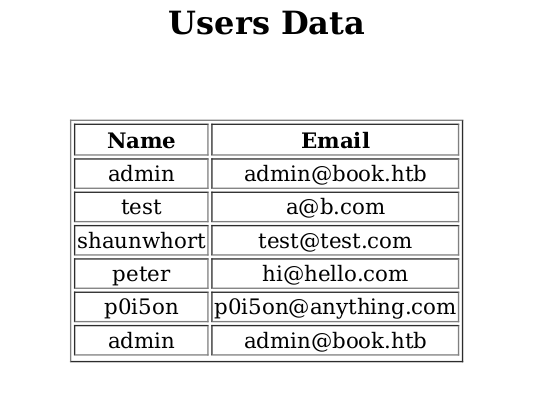 Users Data
Name Email
admin admin@book.htb
test a@b.com
shaunwhort test@test.com
peter hi@hello.com
p0i5on p0i5on@anything.com
admin admin@book.htb